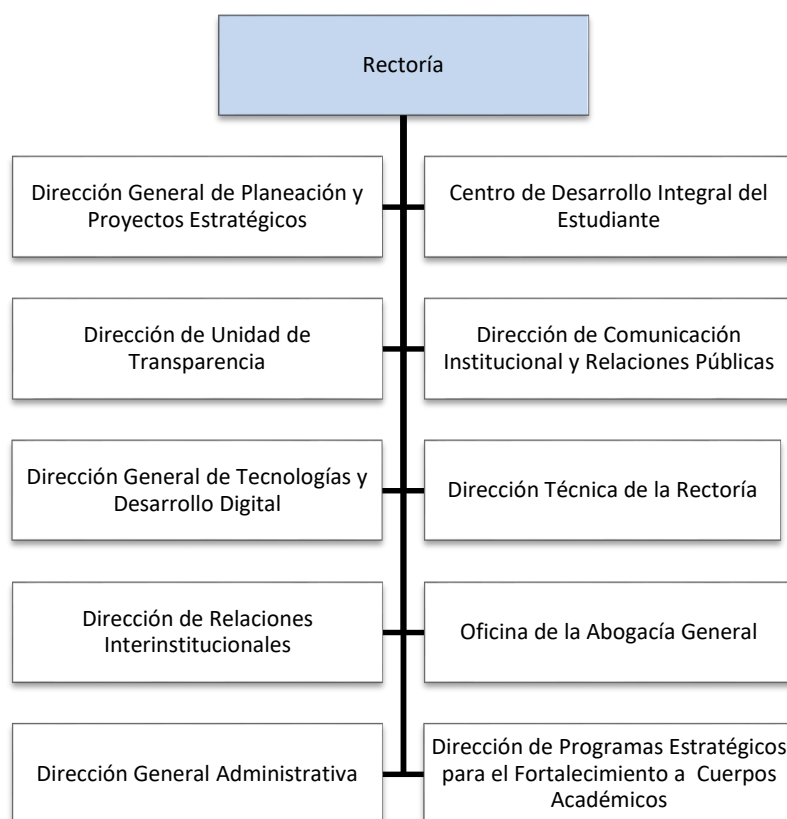 Rectoría
Dirección General de Planeación y
Proyectos Estratégicos
Centro de Desarrollo Integral del
Estudiante
Dirección de Unidad de
Transparencia
Dirección de Comunicación
Institucional y Relaciones Públicas
Dirección General de Tecnologías y
Desarrollo Digital
Dirección Técnica de la Rectoría
Dirección de Relaciones
Interinstitucionales
Oficina de la Abogacía General
Dirección General Administrativa
Dirección de Programas Estratégicos
para el Fortalecimiento a Cuerpos
Académicos